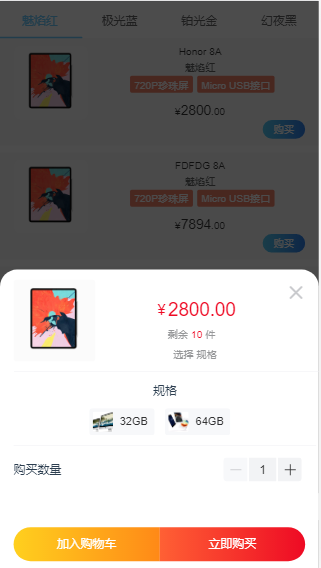 魅焰红 极光蓝 铂光金 幻夜黑
Honor 8A
魅焰红
720P珍珠屏 Micro USB接口
¥2800.00
购买
FDFDG 8A
魅焰红
720P珍珠屏 Micro USB接口
¥7894.00
购买
¥2800.00
剩余 10 件
选择 规格
规格
32GB 64GB
购买数量 1
加入购物车 立即购买